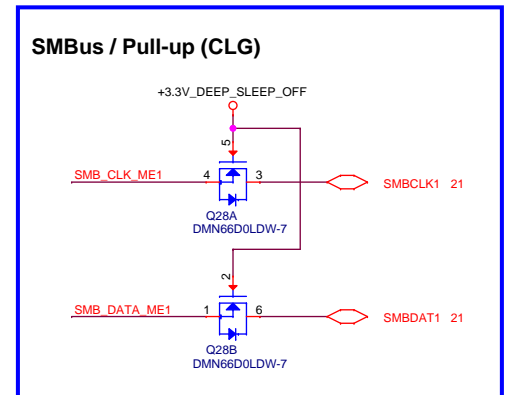 SMBus / Pull-up (CLG)
+3.3V_DEEP_SLEEP_OFF
5
SMB_CLK_ME1 4 3 SMBCLK1 21
Q28A
DMN66D0LDW-7
2
SMB_DATA_ME1 1 6 SMBDAT1 21
Q28B
DMN66D0LDW-7